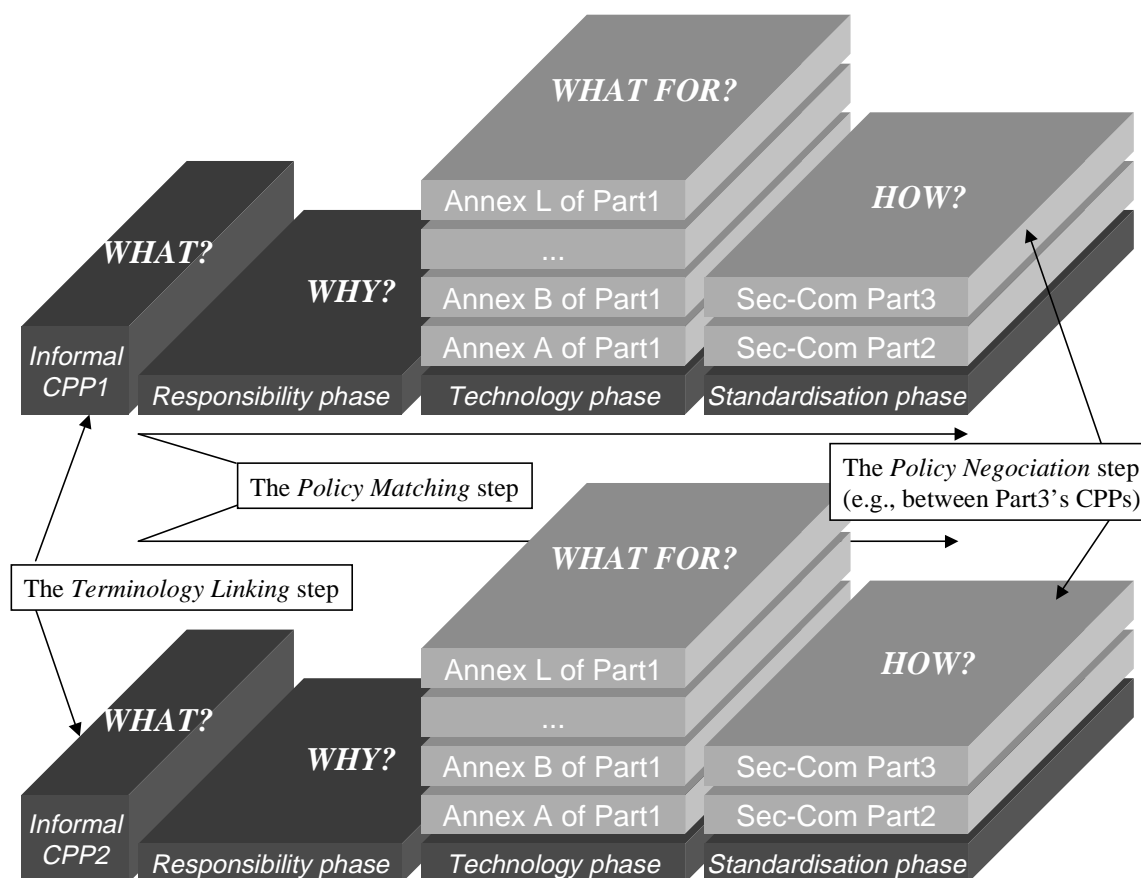 WHAT FOR?
Annex L of Part1
HOW?
WHAT?
...
WHY?
Annex B of Part1
Sec-Com Part3
Informal
CPP1
Annex A of Part1
Sec-Com Part2
Responsibility phase
Technology phase
Standardisation phase
The Policy Matching step
The Policy Negociation step
(e.g., between Part3's CPPs)
WHAT FOR?
The Terminology Linking step
Annex L of Part1
HOW?
WHAT?
...
WHY?
Annex B of Part1
Sec-Com Part3
Informal
CPP2
Annex A of Part1
Sec-Com Part2
Responsibility phase
Technology phase
Standardisation phase